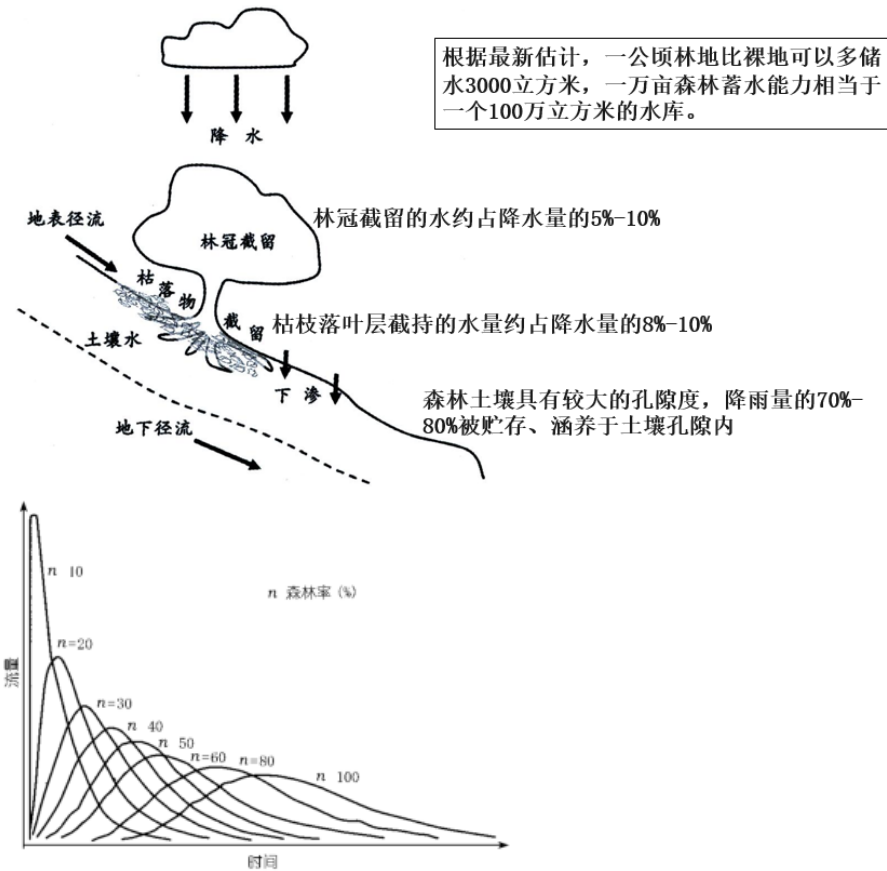 根据最新估计，一公顷林地比裸地可以多储
水3000立方米，一万亩森林蓄水能力相当于
一个100万立方米的水库。
降水
地表径流
林冠截留
林冠截留的水约占降水量的5%-10%
枯落物
截留
枯枝落叶层截持的水量约占降水量的8%-10%
土壤水
下渗
森林土壤具有较大的孔隙度，降雨量的70%-
80%被贮存、涵养于土壤孔隙内
地下径流
n 10
n 森林率 (%)
n=20
n=30
n 40
n 50
n=60
n=80
n 100
流量
时间